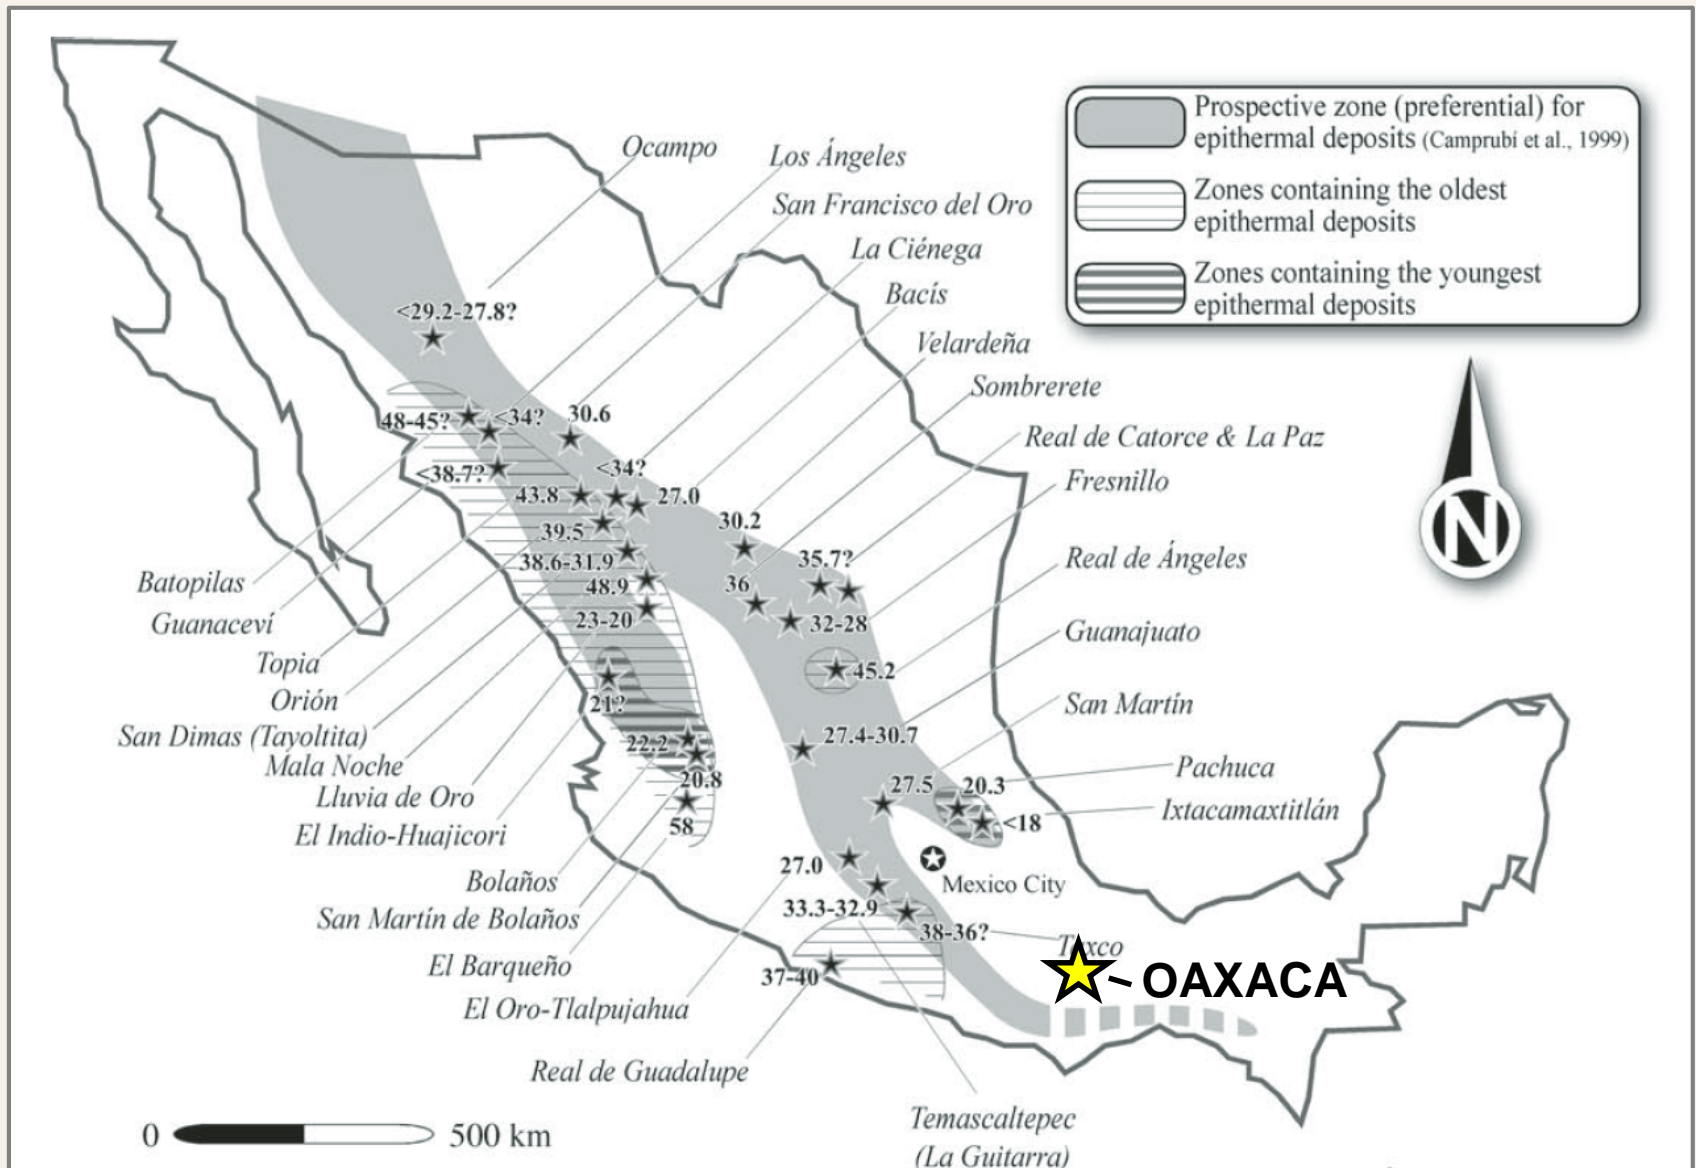 Prospective zone (preferential) for
epithermal deposits (Camprubí et al., 1999)
Zones containing the oldest
epithermal deposits
Zones containing the youngest
epithermal deposits
N
Ocampo
Los Ángeles
San Francisco del Oro
La Ciénega
Bacís
Velardeña
Sombrerete
Real de Catorce & La Paz
Fresnillo
Real de Ángeles
Guanajuato
San Martín
Pachuca
Ixtacamaxtitlán
<29.2-27.8?
48-45?
<34?
30.6
<38.7?
<34?
43.8
27.0
39.5
30.2
38.6-31.9
35.7?
48.9
36
23-20
32-28
45.2
21?
22.2
27.4-30.7
20.8
27.5
20.3
58
<18
27.0
Mexico City
33.3-32.9
38-36?
Taxco
37-40
OAXACA
Batopilas
Guanaceví
Topia
Orión
San Dimas (Tayoltita)
Mala Noche
Lluvia de Oro
El Indio-Huajicori
Bolaños
San Martín de Bolaños
El Barqueño
El Oro-Tlalpujahua
Real de Guadalupe
Temascaltepec
(La Guitarra)
0 500 km